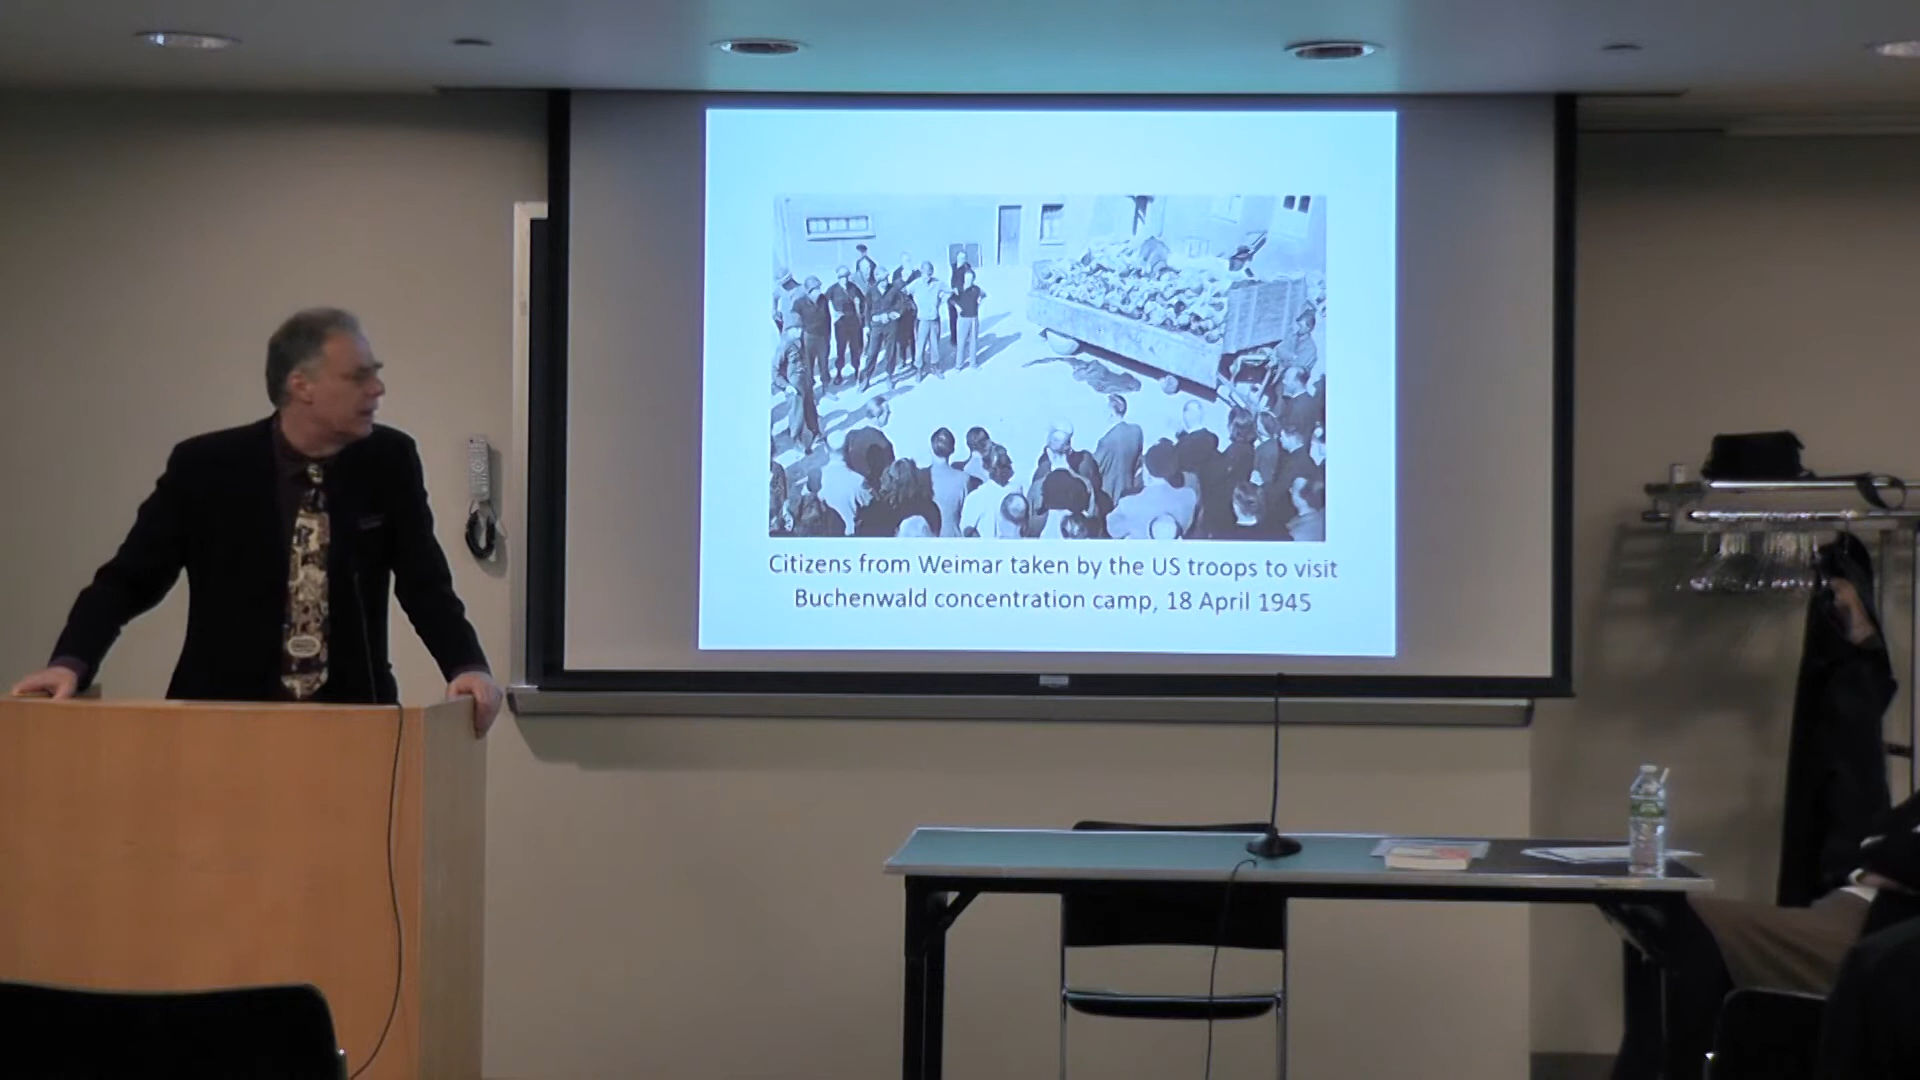 Citizens from Weimar taken by the US troops to visit
Buchenwald concentration camp, 18 April 1945